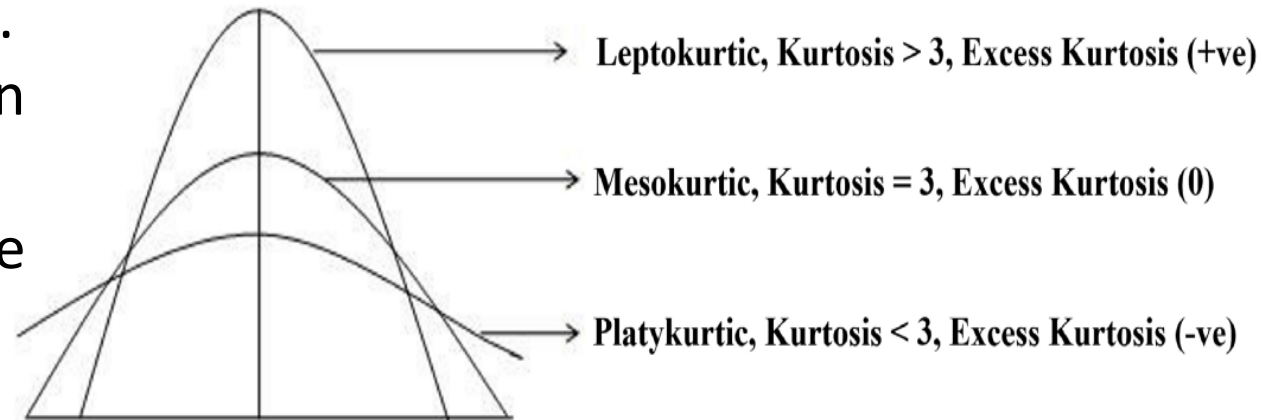 .
n
e
Leptokurtic, Kurtosis > 3, Excess Kurtosis (+ve)
Mesokurtic, Kurtosis = 3, Excess Kurtosis (0)
Platykurtic, Kurtosis < 3, Excess Kurtosis (-ve)